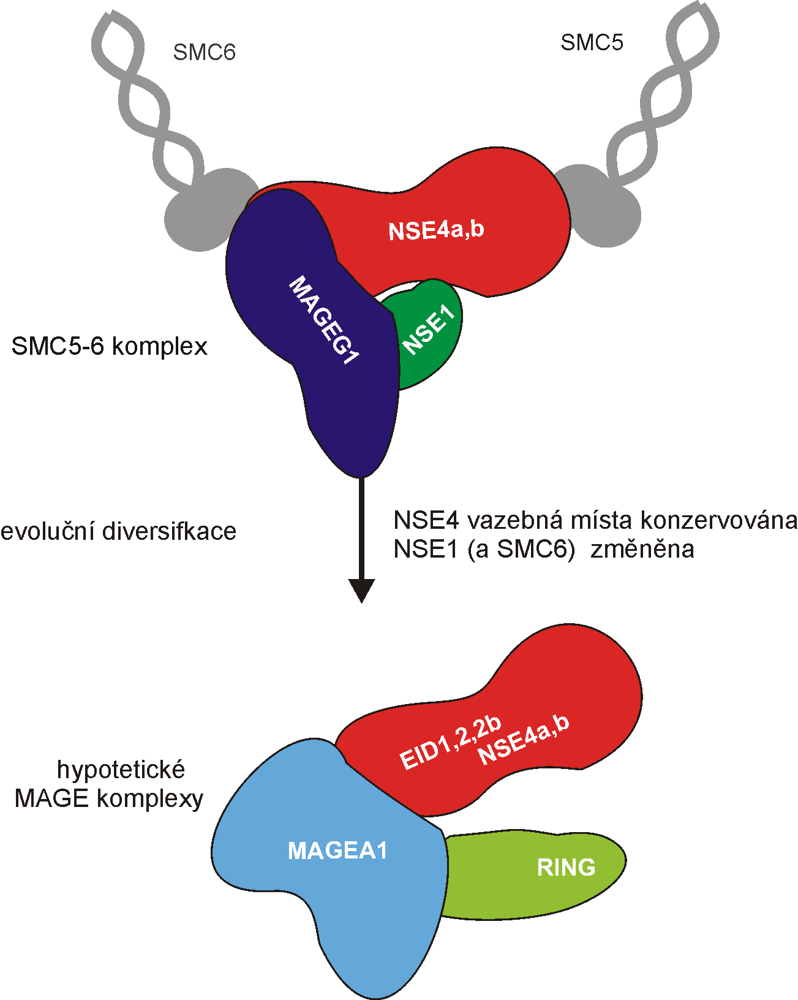 SMC6
SMC5
NSE4a,b
MAGEG1
NSE1
SMC5-6 komplex
evoluční diversifkace
NSE4 vazebná místa konzervována
NSE1 (a SMC6) změněna
EID1,2,2b
NSE4a,b
hypotetické
MAGE komplexy
MAGEA1
RING